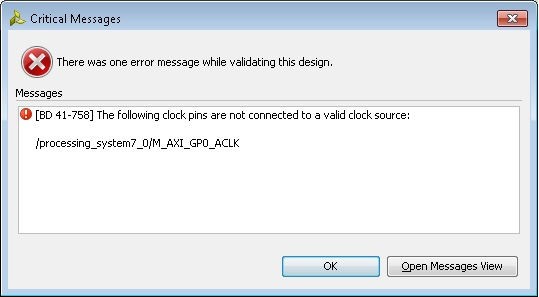 Critical Messages
There was one error message while validating this design.
Messages
[BD 41-758] The following clock pins are not connected to a valid clock source:
/processing_system7_0/M_AXI_GP0_ACLK
OK
Open Messages View